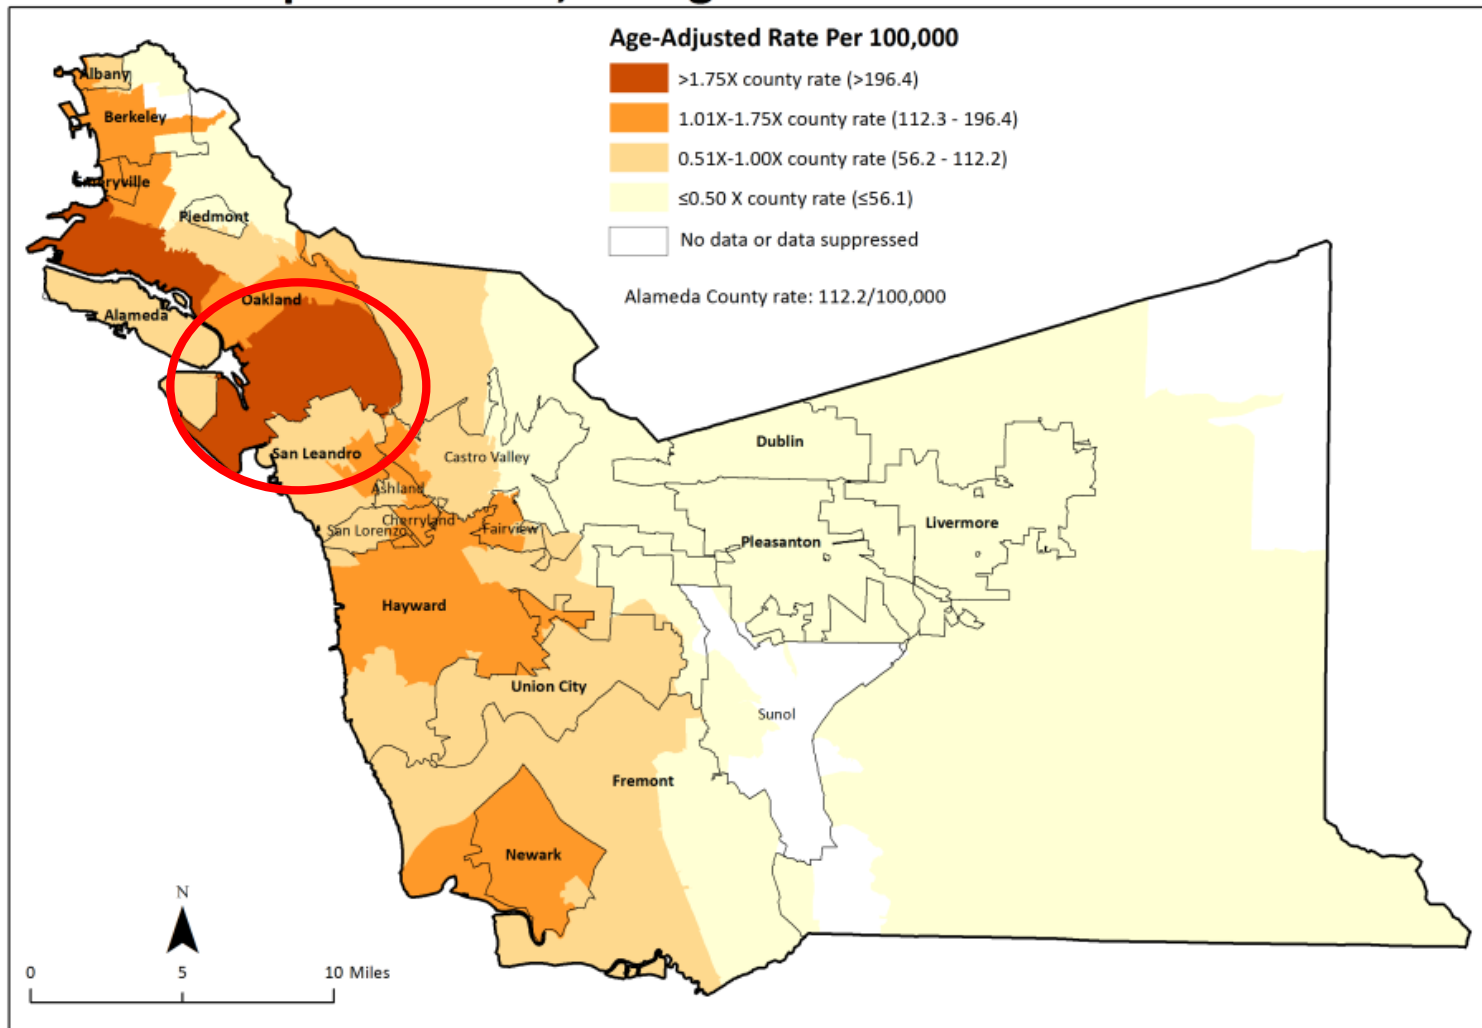 Age-Adjusted Rate Per 100,000
>1.75X county rate (>196.4)
1.01X-1.75X county rate (112.3 - 196.4)
0.51X-1.00X county rate (56.2 - 112.2)
≤0.50 X county rate (≤56.1)
No data or data suppressed
Alameda County rate: 112.2/100,000
Albany
Berkeley
Emeryville
Piedmont
Oakland
Alameda
San Leandro
Castro Valley
Dublin
Ashland
Cherryland
San Lorenzo
Fairview
Livermore
Pleasanton
Hayward
Union City
Sunol
Fremont
Newark
N
0 5 10 Miles